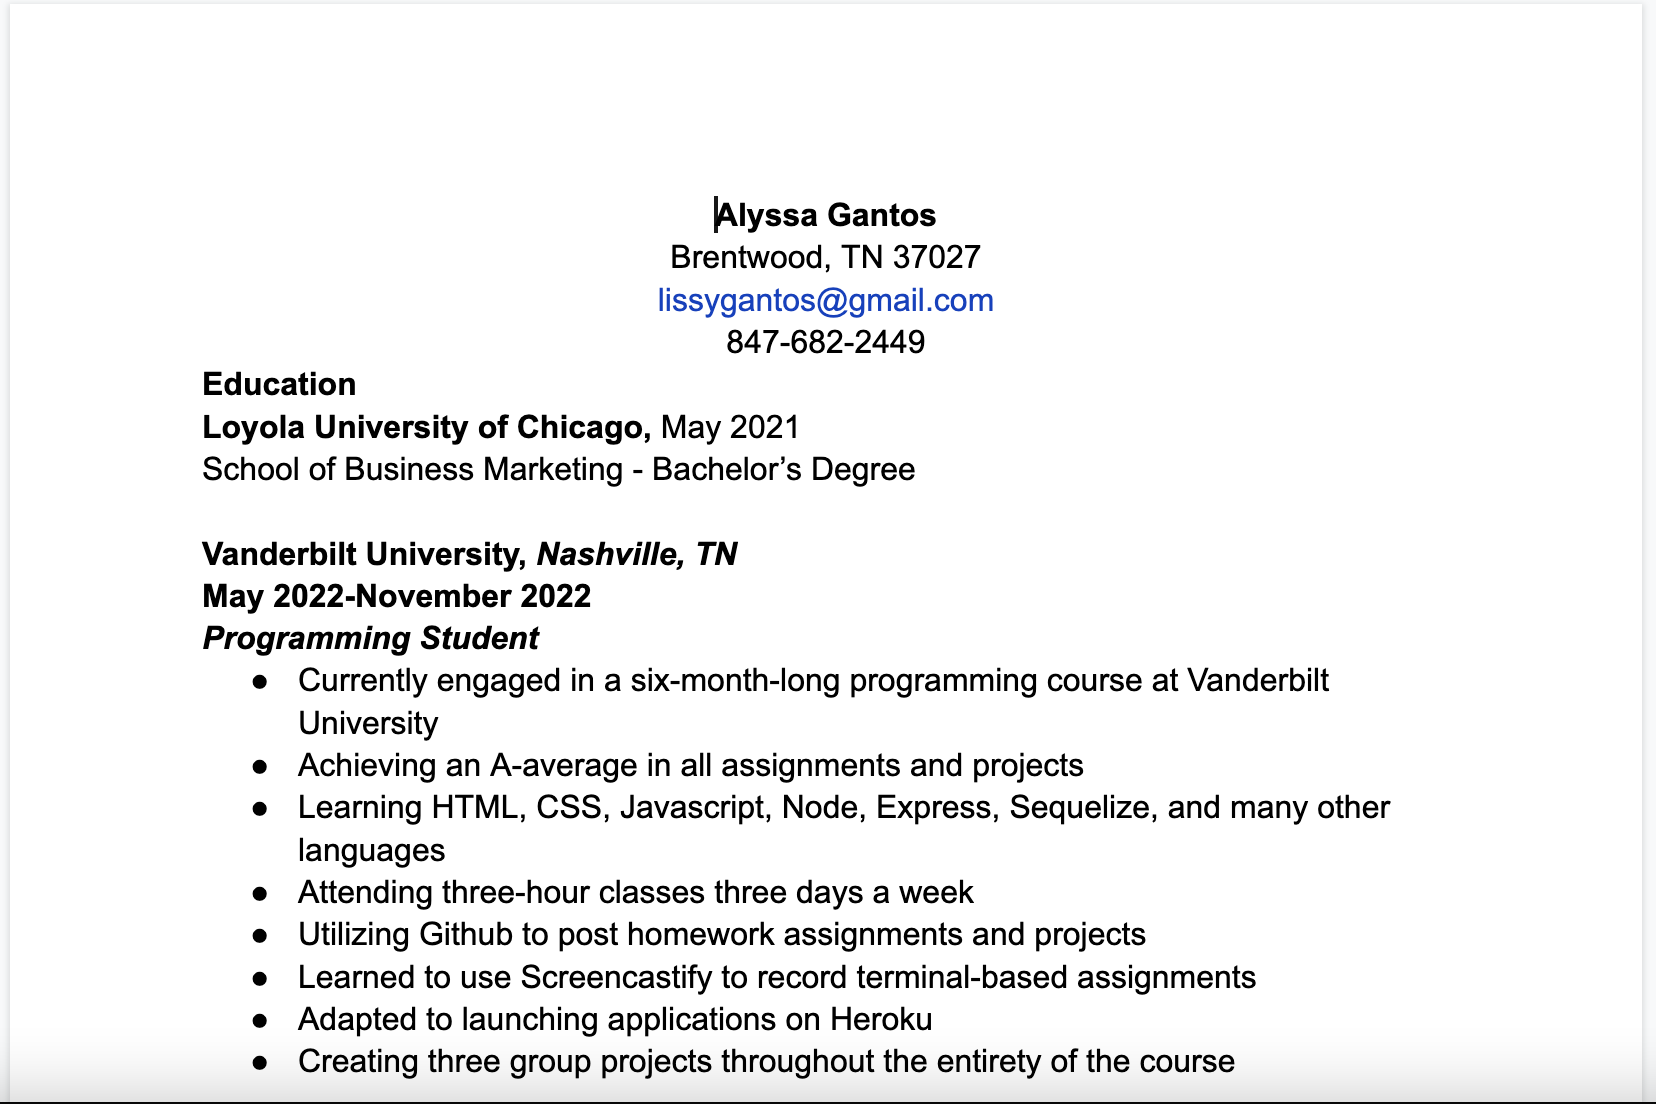 Alyssa Gantos
Brentwood, TN 37027
lissygantos@gmail.com
847-682-2449
Education
Loyola University of Chicago, May 2021
School of Business Marketing - Bachelor’s Degree
Vanderbilt University, Nashville, TN
May 2022-November 2022
Programming Student
● Currently engaged in a six-month-long programming course at Vanderbilt
University
● Achieving an A-average in all assignments and projects
● Learning HTML, CSS, Javascript, Node, Express, Sequelize, and many other
languages
● Attending three-hour classes three days a week
● Utilizing Github to post homework assignments and projects
● Learned to use Screencastify to record terminal-based assignments
● Adapted to launching applications on Heroku
● Creating three group projects throughout the entirety of the course